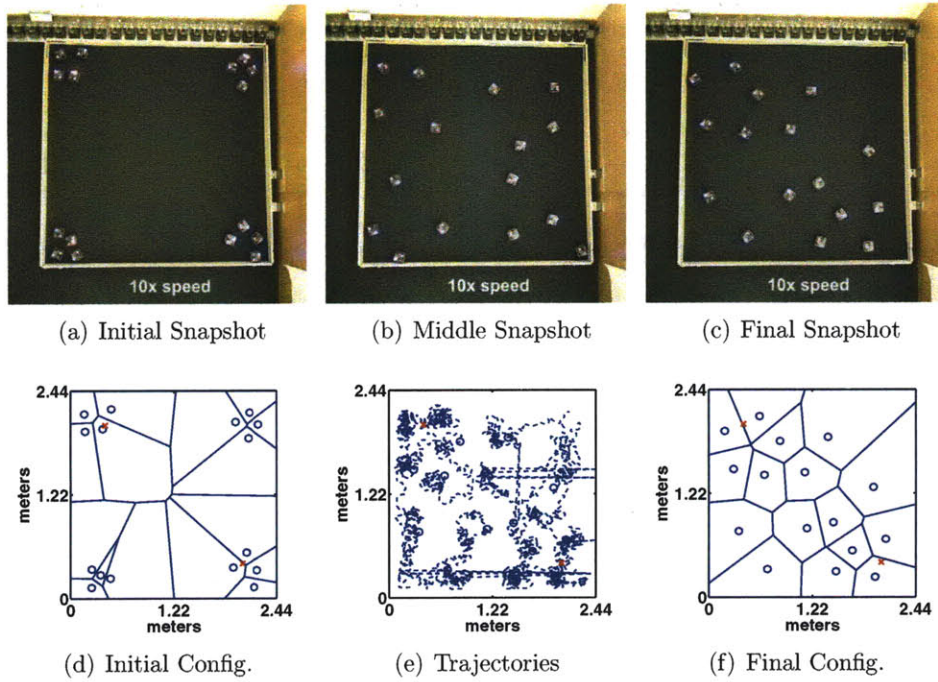 10x speed
10x speed
10x speed
(a) Initial Snapshot
(b) Middle Snapshot
(c) Final Snapshot
2.44
1.22
0
meters
0
1.22
2.44
meters
2.44
1.22
0
meters
0
1.22
2.44
meters
2.44
1.22
0
meters
0
1.22
2.44
meters
(d) Initial Config.
(e) Trajectories
(f) Final Config.